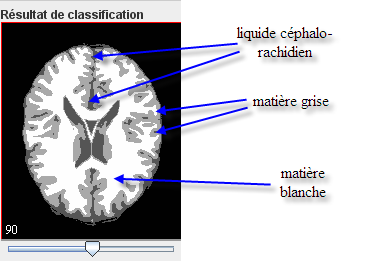 Résultat de classification
liquide céphalo-
rachidien
matière grise
matière
blanche
90